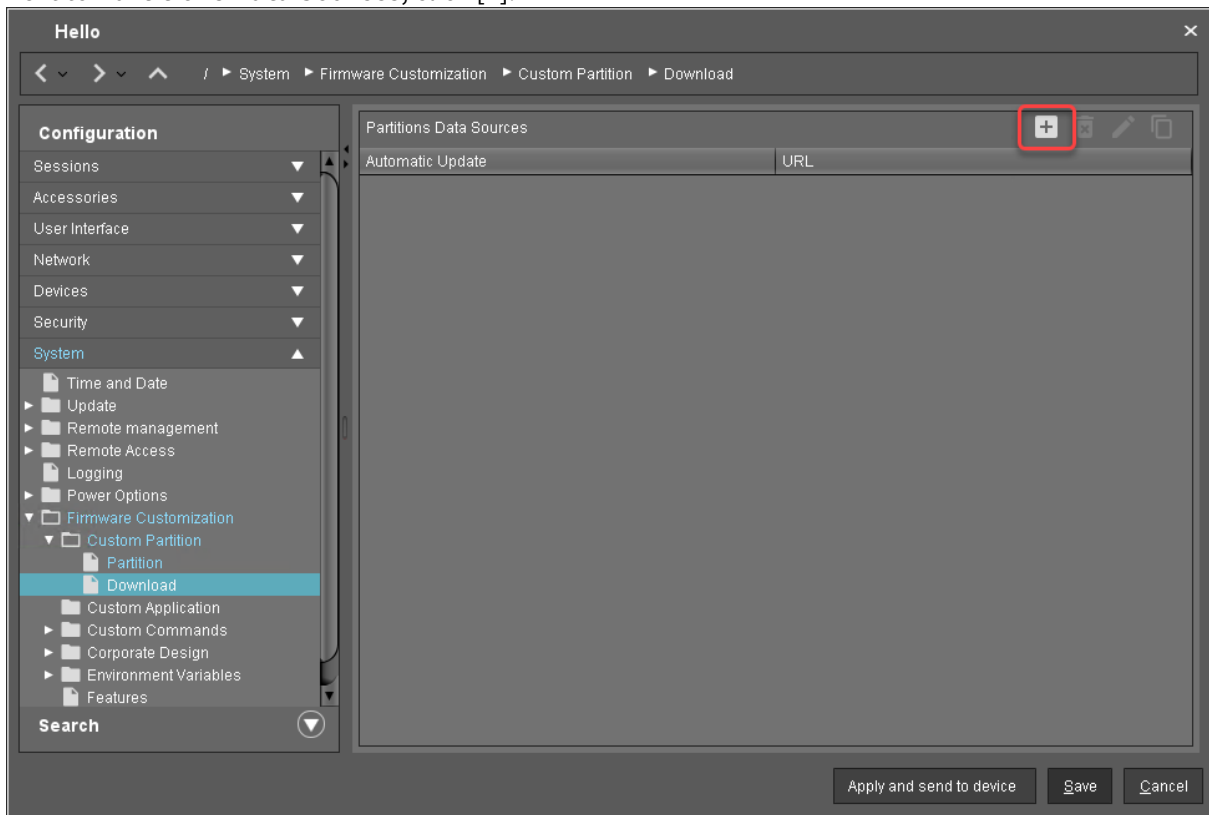 Hello
/ ► System ► Firmware Customization ► Custom Partition ► Download
Configuration
Sessions
Accessories
User Interface
Network
Devices
Security
System
Time and Date
Update
Remote management
Remote Access
Logging
Power Options
Firmware Customization
Custom Partition
Partition
Download
Custom Application
Custom Commands
Corporate Design
Environment Variables
Features
Search
Partitions Data Sources
Automatic Update URL
Apply and send to device Save Cancel